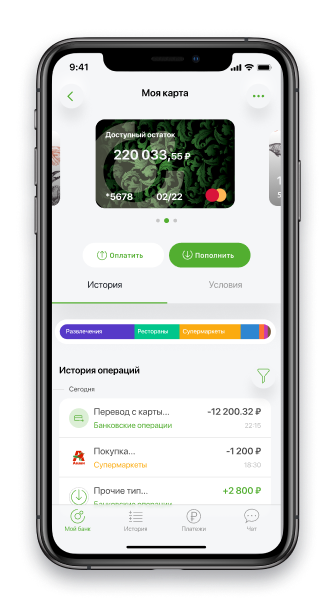 9:41
Моя карта
Доступный остаток
220 033,55 ₽
*5678 02/22
Оплатить
Пополнить
История
Условия
Развлечения
Рестораны
Супермаркеты
История операций
Сегодня
Перевод с карты...
-12 200.32 ₽
Банковские операции
22:15
Покупка...
-1 200 ₽
Супермаркеты
18:30
Прочие тип...
+2 800 ₽
Банковские операции
Мой банк
История
Платежи
Чат